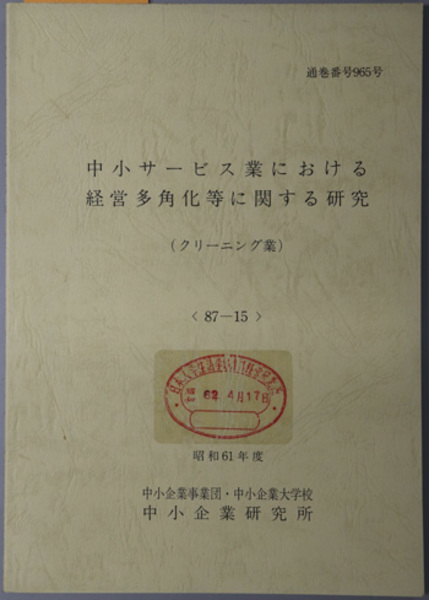 通巻番号965号
中小サービス業における
経営多角化等に関する研究
(クリーニング業)
〈 87―15 〉
62 4月17日
昭和61年度
中小企業事業団・中小企業大学校
中小企業研究所